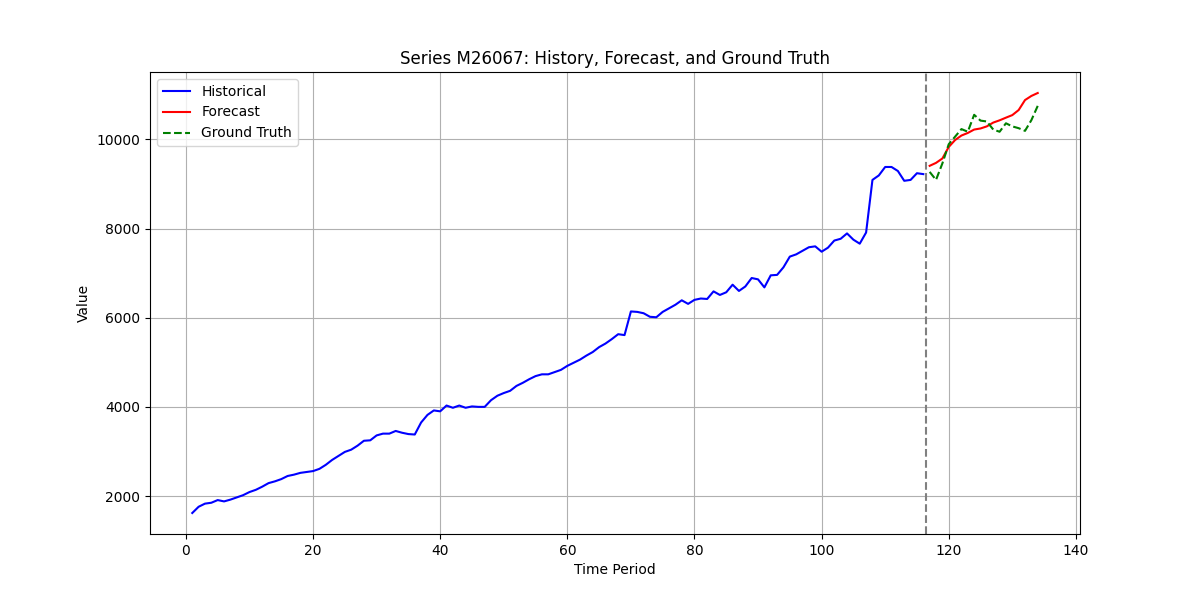 Series M26067: History, Forecast, and Ground Truth
Historical
Forecast
Ground Truth
10000
8000
6000
4000
2000
Value
0 20 40 60 80 100 120 140
Time Period